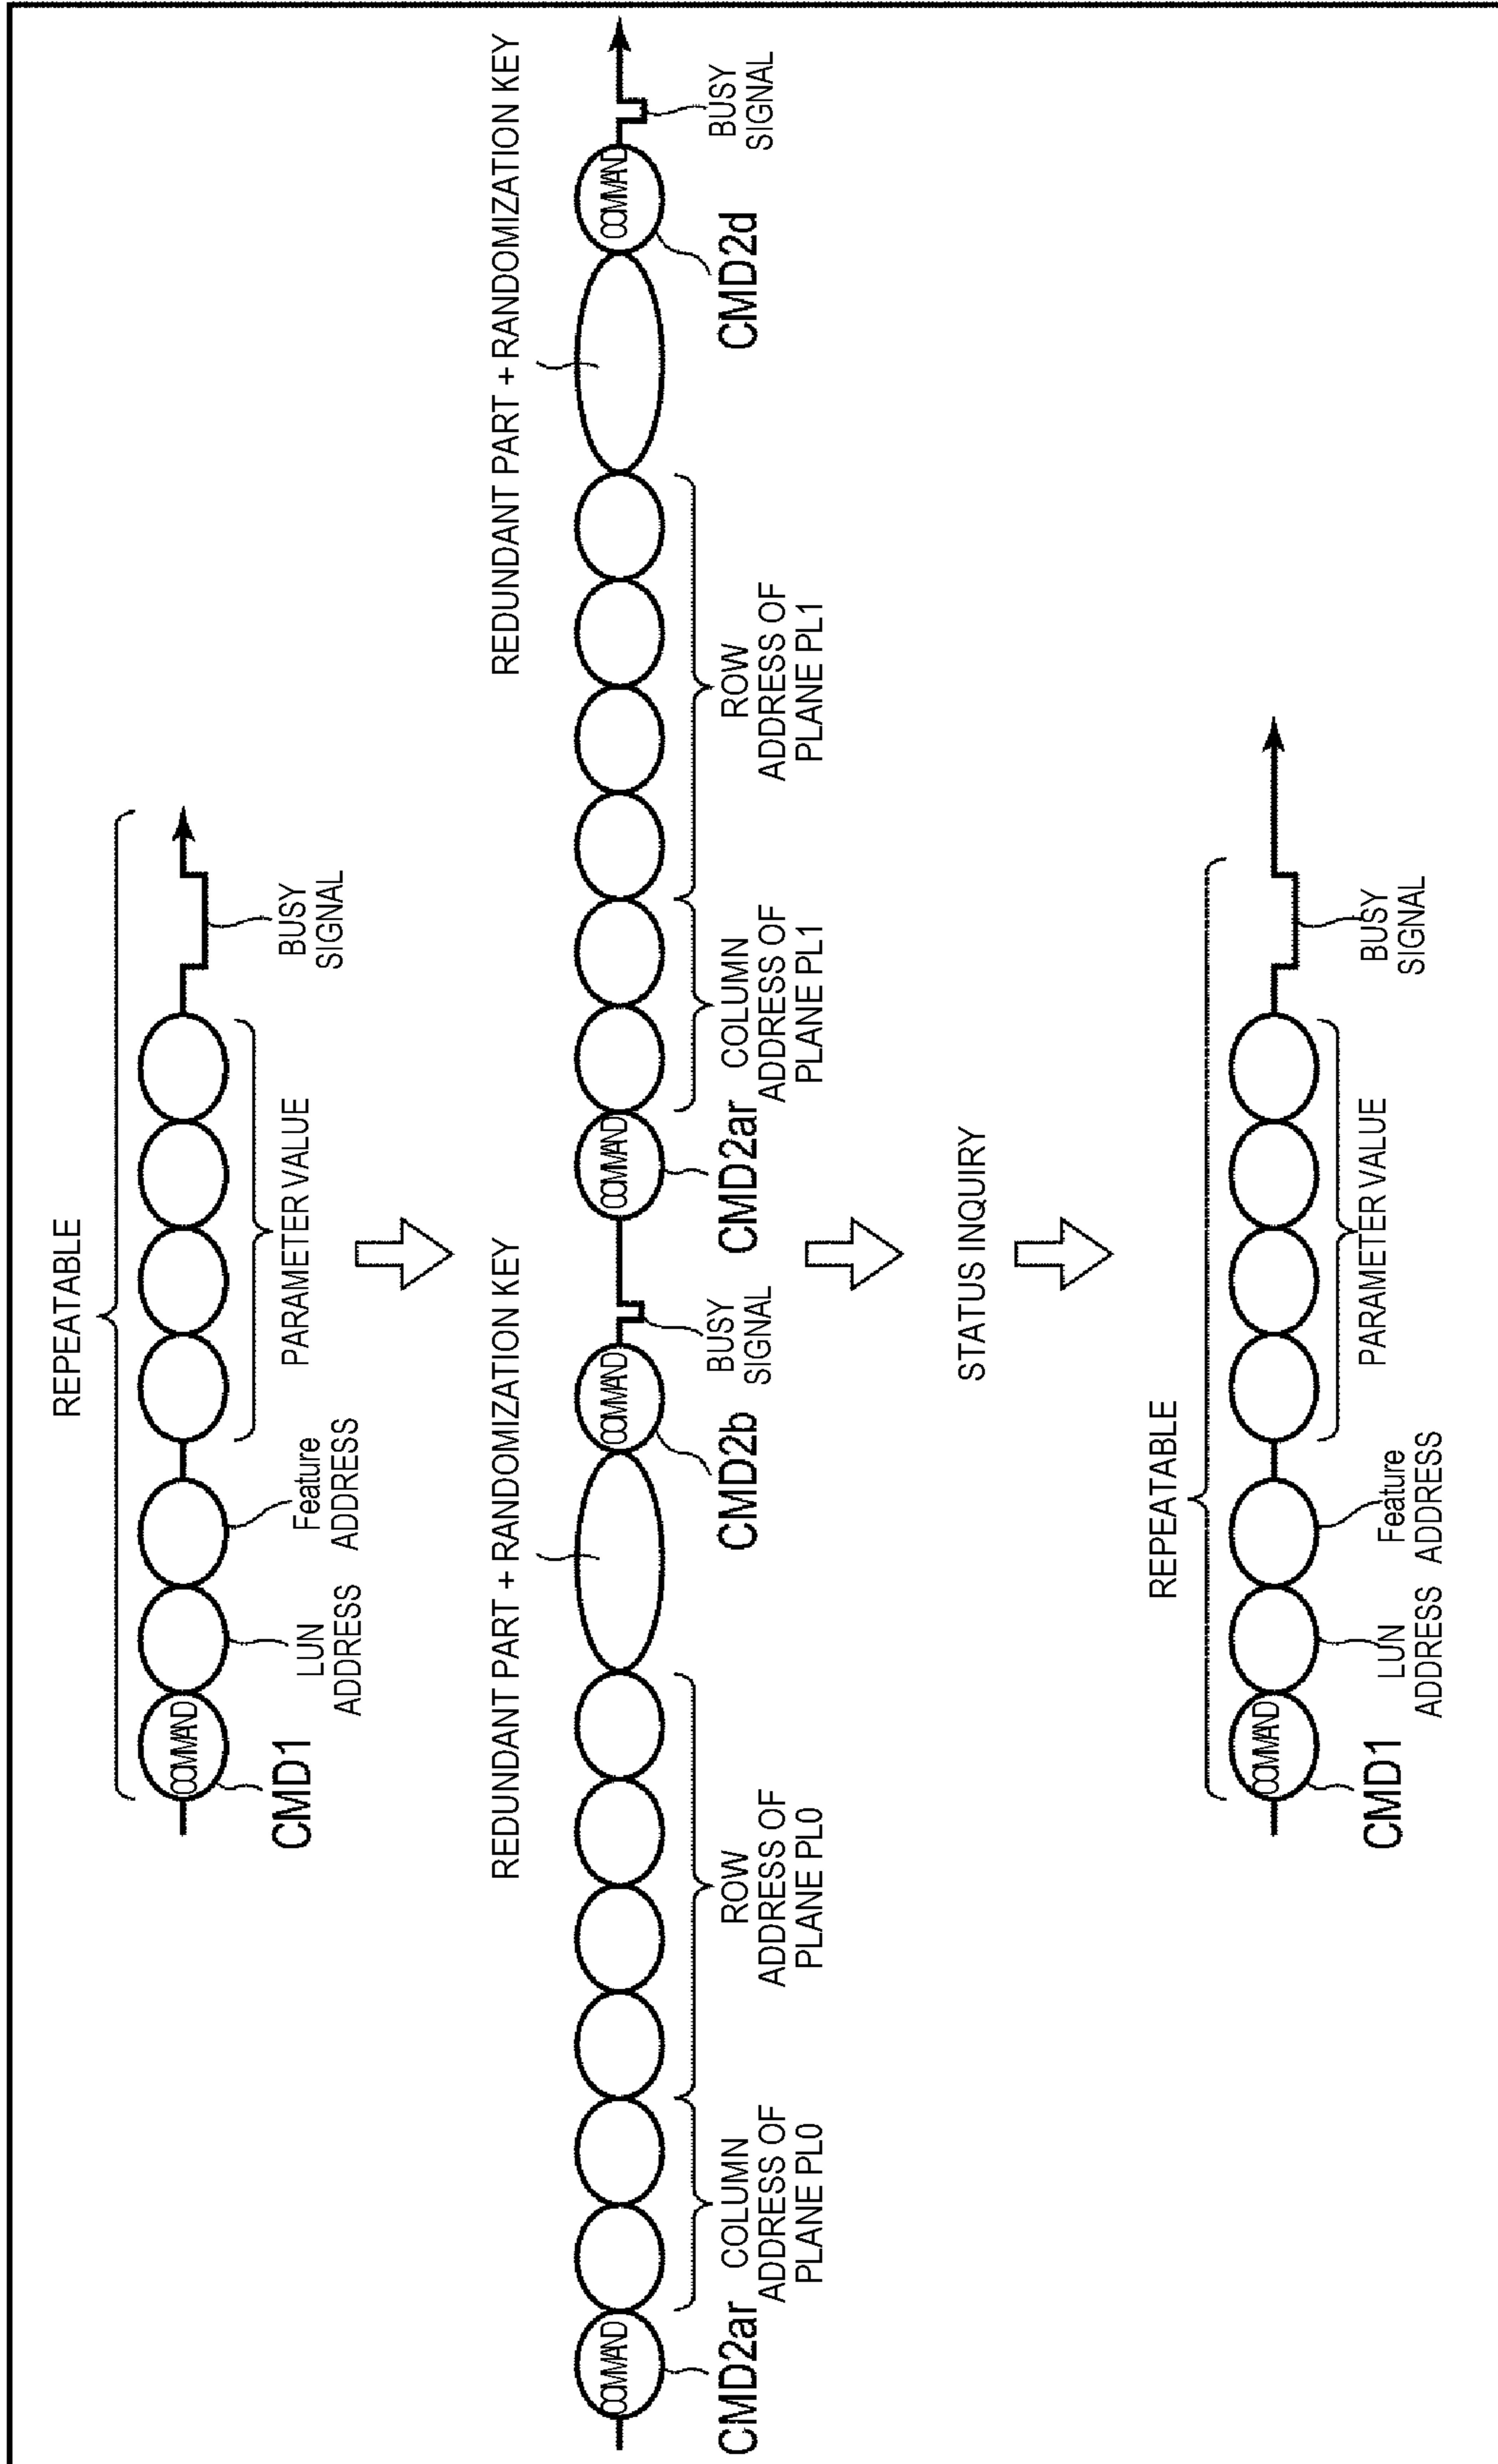 REPEATABLE
COMMAND
CMD1
LUN
ADDRESS
Feature
ADDRESS
PARAMETER VALUE
BUSY
SIGNAL
REDUNDANT PART + RANDOMIZATION KEY
REDUNDANT PART + RANDOMIZATION KEY
COMMAND
CMD2ar
COLUMN
ADDRESS OF
PLANE PL0
ROW
ADDRESS OF
PLANE PL0
COMMAND
CMD2b
BUSY
SIGNAL
COMMAND
CMD2ar
COLUMN
ADDRESS OF
PLANE PL1
ROW
ADDRESS OF
PLANE PL1
COMMAND
CMD2d
BUSY
SIGNAL
STATUS INQUIRY
REPEATABLE
COMMAND
CMD1
LUN
ADDRESS
Feature
ADDRESS
PARAMETER VALUE
BUSY
SIGNAL